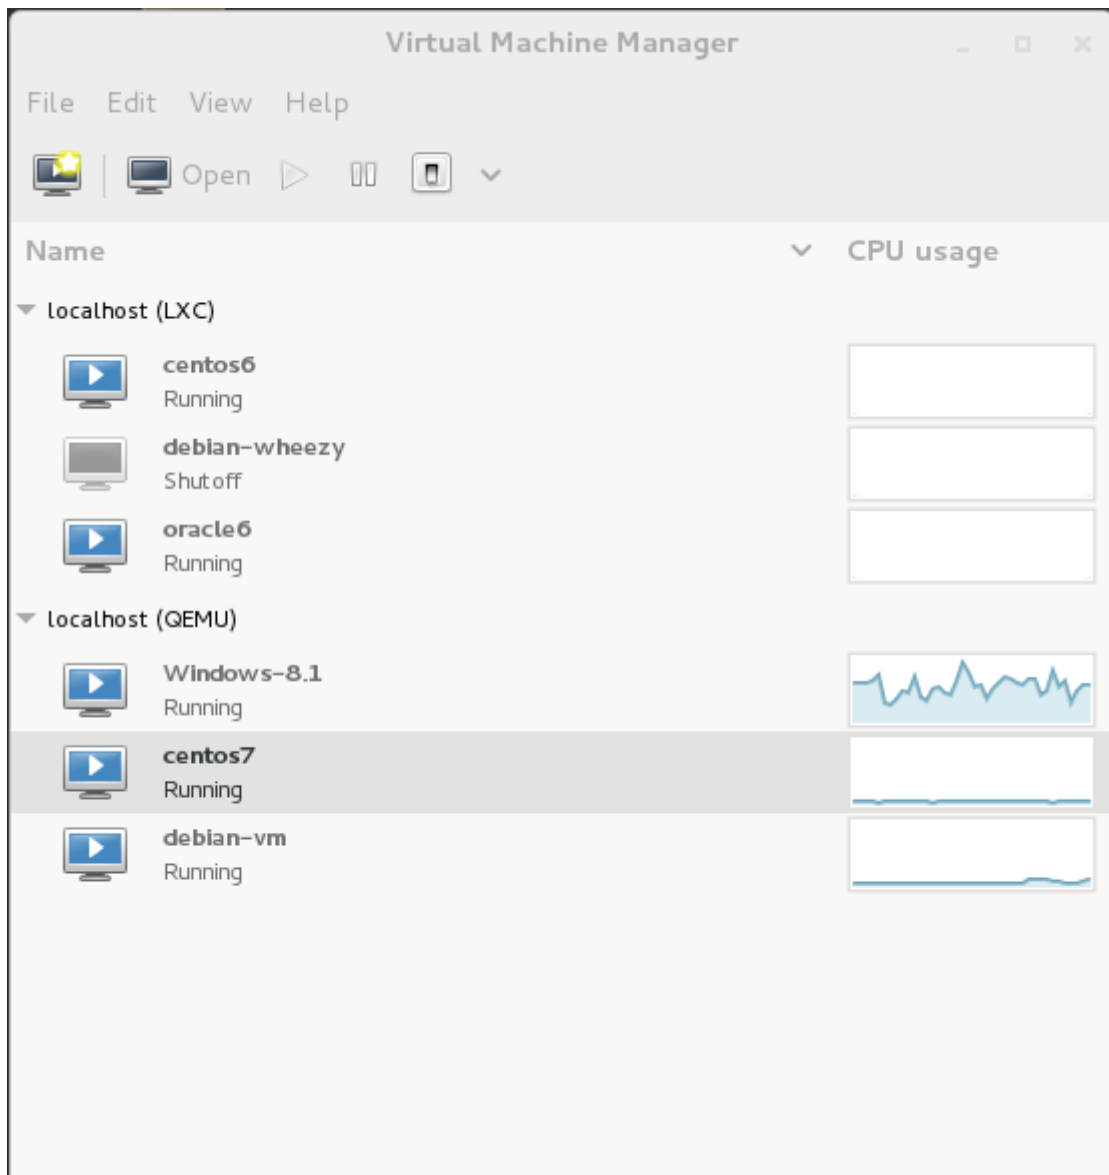 Virtual Machine Manager
File Edit View Help
Open
Name CPU usage
localhost (LXC)
centos6
Running
debian-wheezy
Shutoff
oracle6
Running
localhost (QEMU)
Windows-8.1
Running
centos7
Running
debian-vm
Running